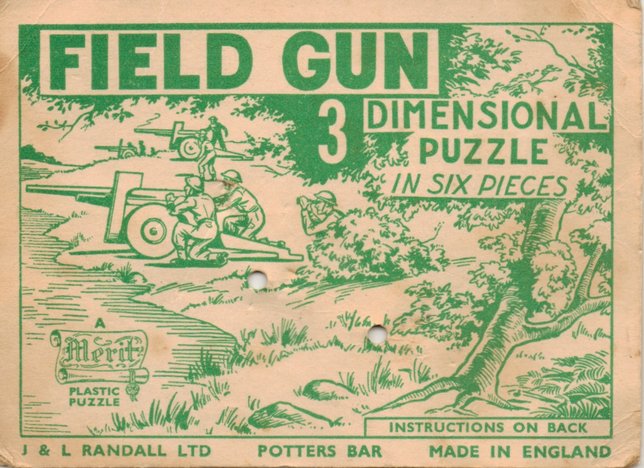 FIELD GUN
3 DIMENSIONAL
PUZZLE
IN SIX PIECES
A
Merit
PLASTIC
PUZZLE
INSTRUCTIONS ON BACK
J & L RANDALL LTD POTTERS BAR MADE IN ENGLAND